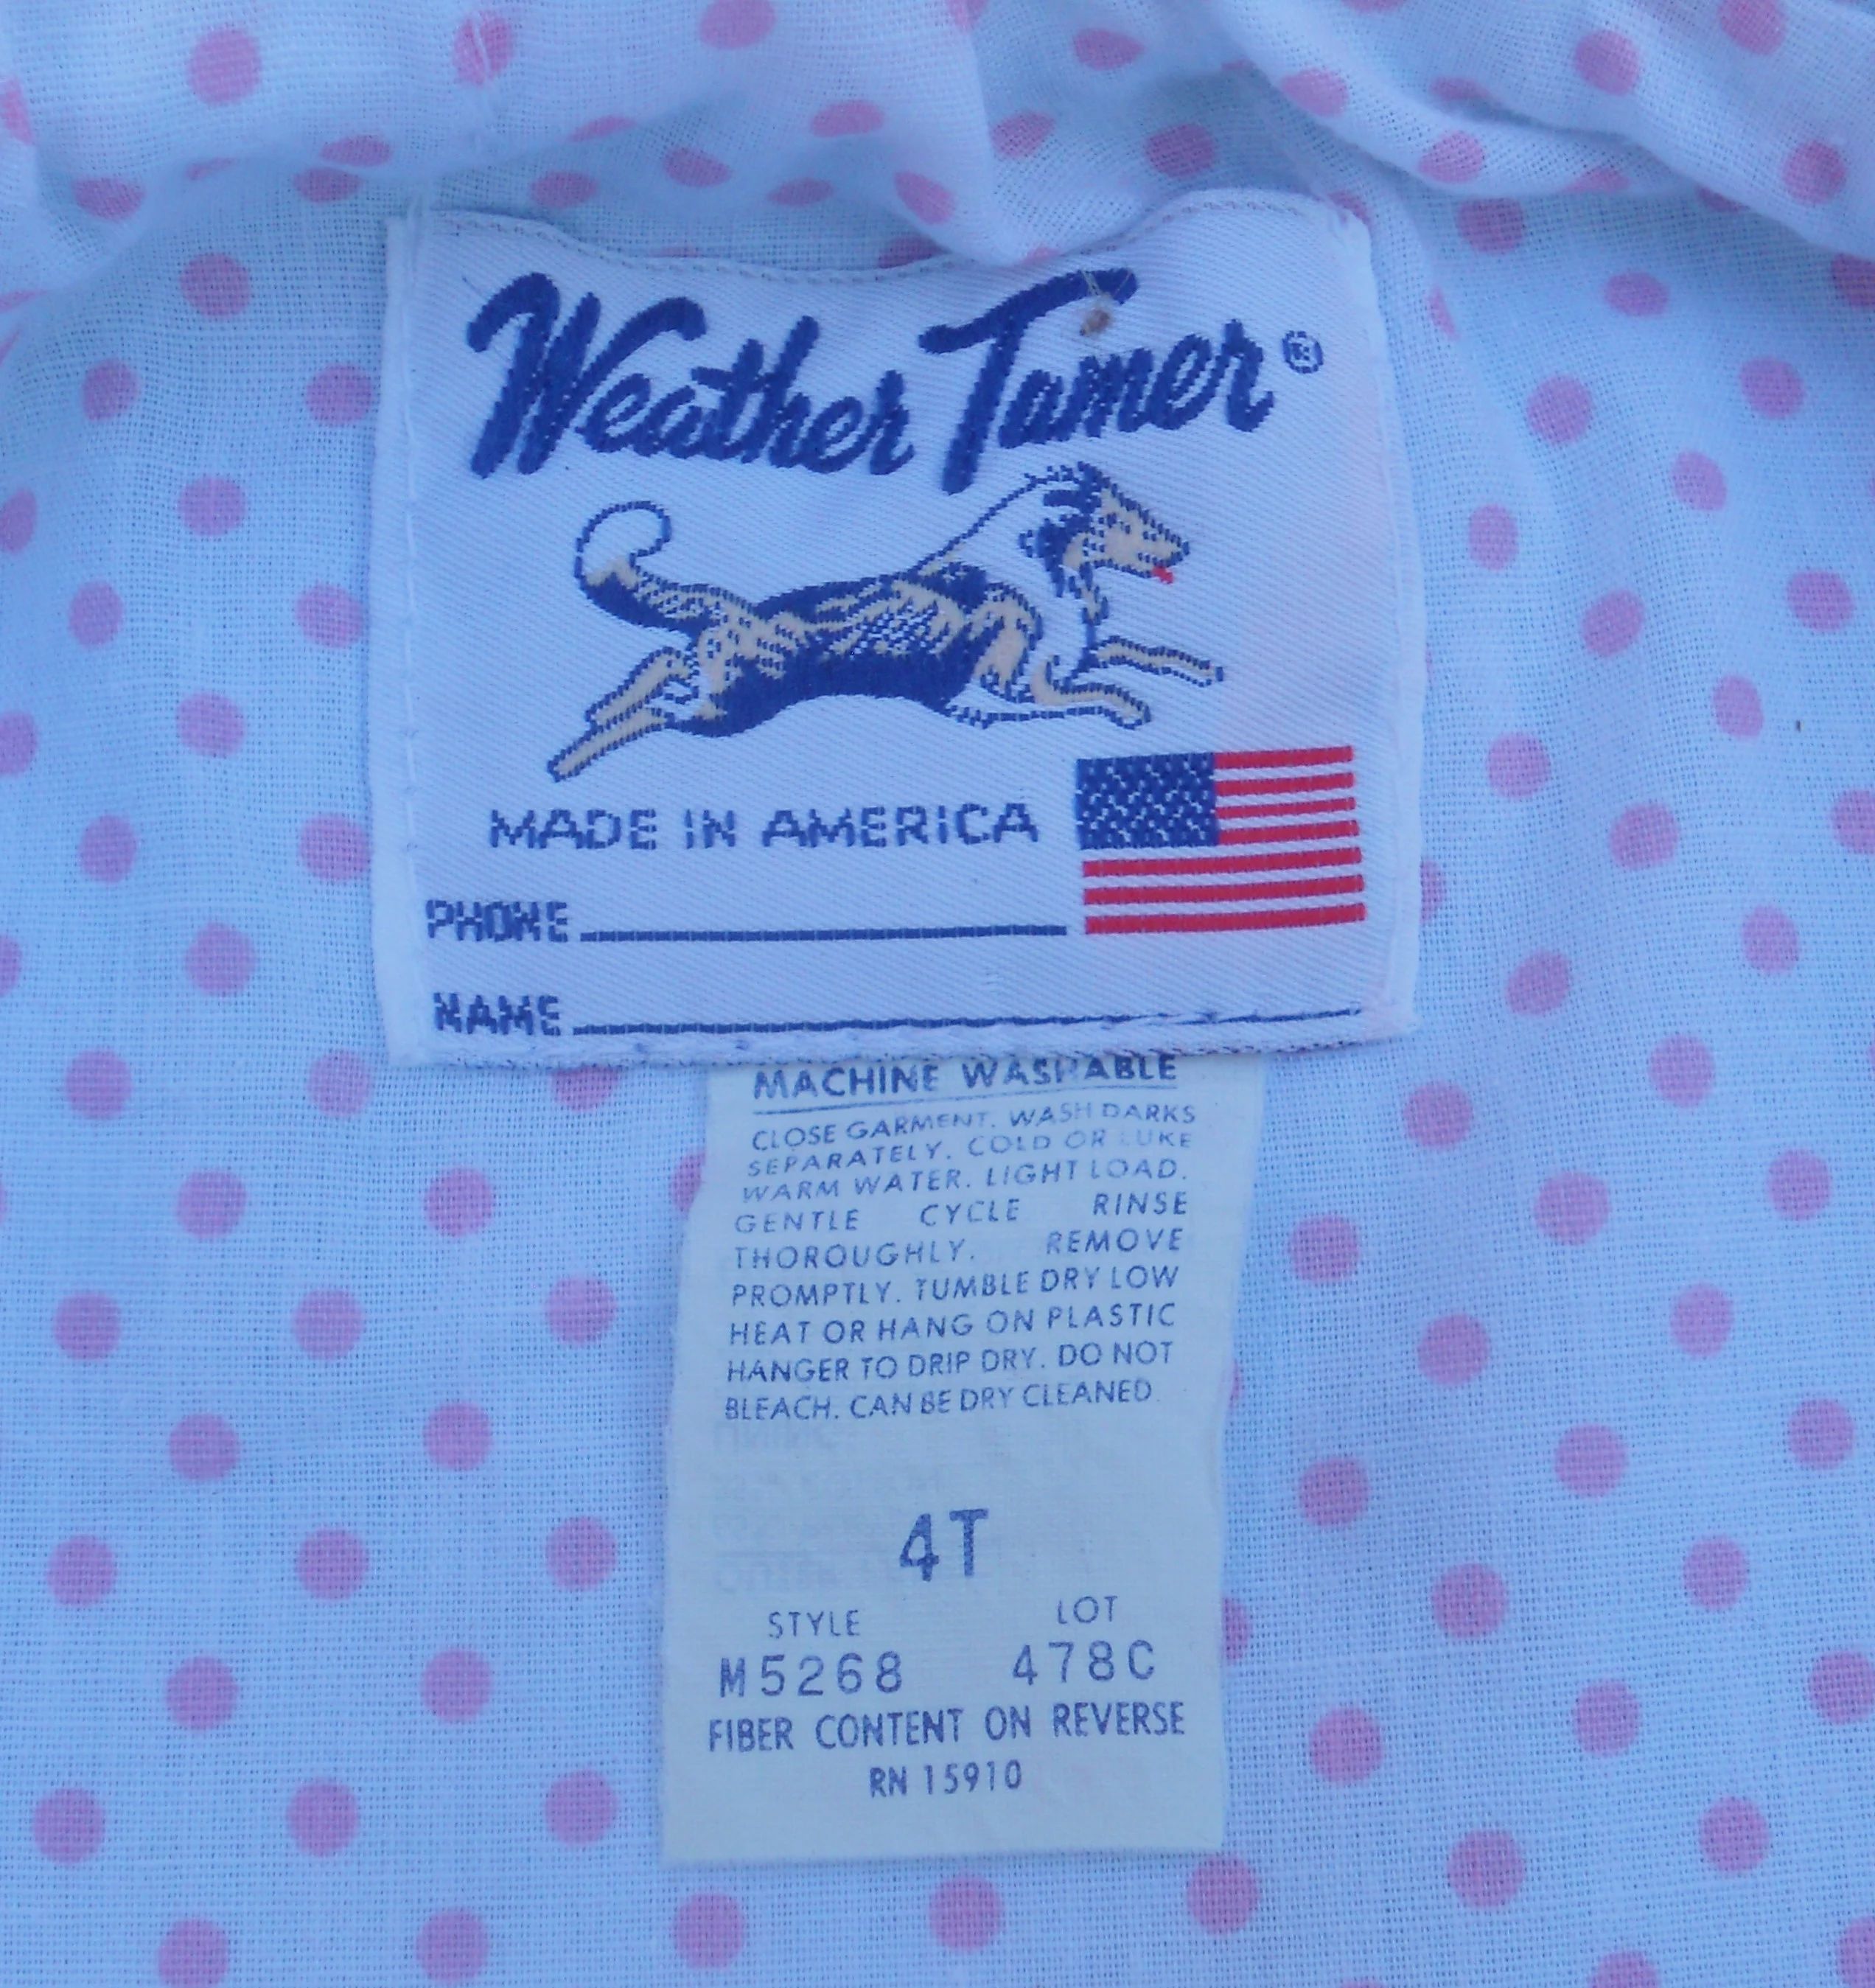 Weather Tamer®
MADE IN AMERICA
PHONE
NAME
MACHINE WASHABLE
CLOSE GARMENT. WASH DARKS
SEPARATELY. COLD OR LUKE
WARM WATER. LIGHT LOAD.
GENTLE CYCLE RINSE
THOROUGHLY. REMOVE
PROMPTLY. TUMBLE DRY LOW
HEAT OR HANG ON PLASTIC
HANGER TO DRIP DRY. DO NOT
BLEACH. CAN BE DRY CLEANED.
4T
STYLE LOT
M5268 478C
FIBER CONTENT ON REVERSE
RN 15910